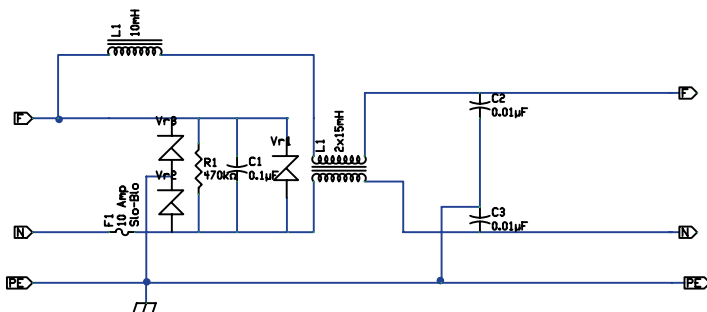 L1
10mH
F
Vr3
Vr2
R1
470kΩ
C1
0.1µF
Vr1
L1
2x15mH
C2
0.01µF
F
F1
10 Amp
Slo-Blo
N
C3
0.01µF
N
PE
PE